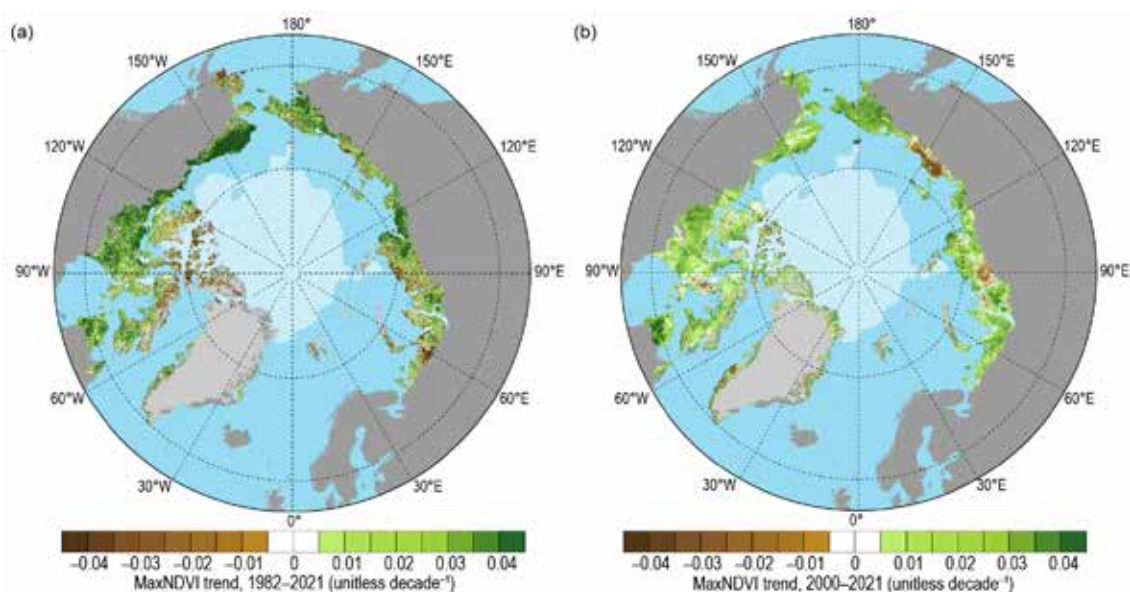 (a)
(b)
180°
150°W
150°E
120°W
120°E
90°W
90°E
60°W
60°E
30°W
30°E
0°
180°
150°W
150°E
120°W
120°E
90°W
90°E
60°W
60°E
30°W
30°E
0°
−0.04 −0.03 −0.02 −0.01 0 0.01 0.02 0.03 0.04
MaxNDVI trend, 1982–2021 (unitless decade⁻¹)
−0.04 −0.03 −0.02 −0.01 0 0.01 0.02 0.03 0.04
MaxNDVI trend, 2000–2021 (unitless decade⁻¹)